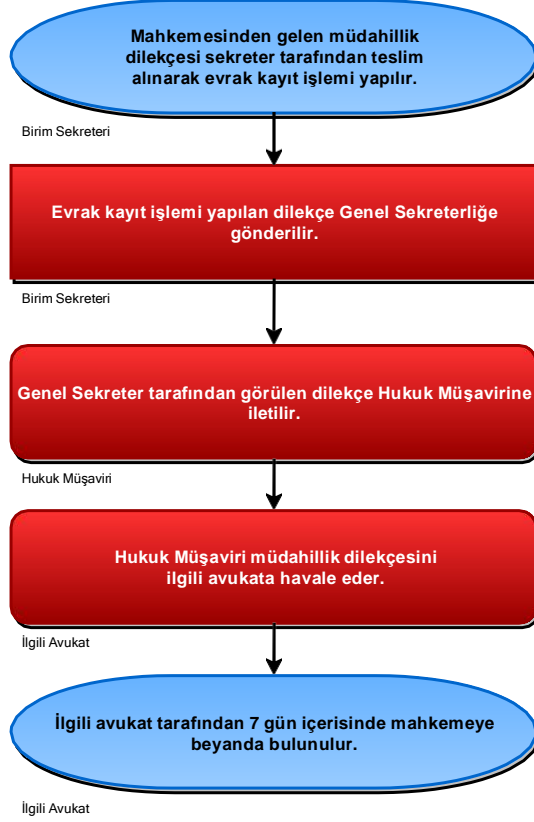 Mahkemesinden gelen müdahillik
dilekçesi sekreter tarafından teslim
alınarak evrak kayıt işlemi yapılır.
Birim Sekreteri
Evrak kayıt işlemi yapılan dilekçe Genel Sekreterliğe
gönderilir.
Birim Sekreteri
Genel Sekreter tarafından görülen dilekçe Hukuk Müşavirine
iletilir.
Hukuk Müşaviri
Hukuk Müşaviri müdahillik dilekçesini
ilgili avukata havale eder.
İlgili Avukat
İlgili avukat tarafından 7 gün içerisinde mahkemeye
beyanda bulunulur.
İlgili Avukat